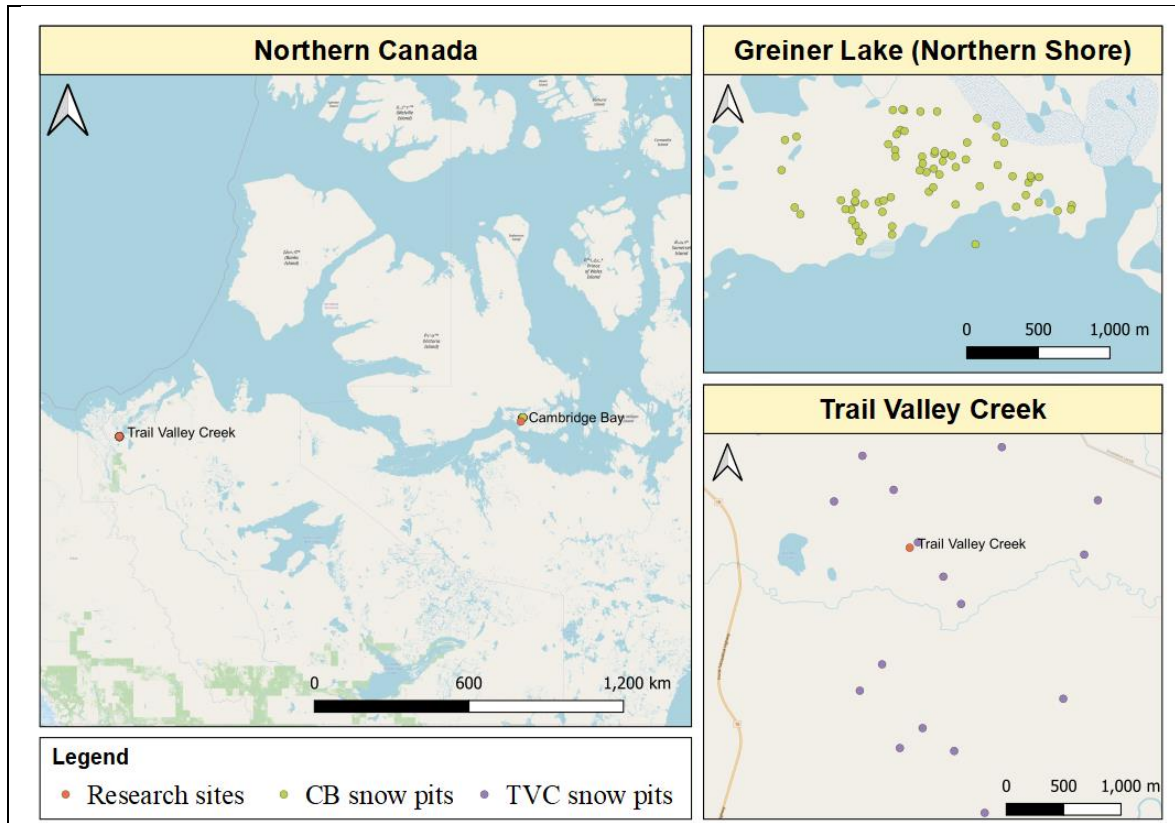 Northern Canada
Trail Valley Creek
Cambridge Bay
0 600 1,200 km
Greiner Lake (Northern Shore)
0 500 1,000 m
Trail Valley Creek
Trail Valley Creek
0 500 1,000 m
Legend
Research sites CB snow pits TVC snow pits